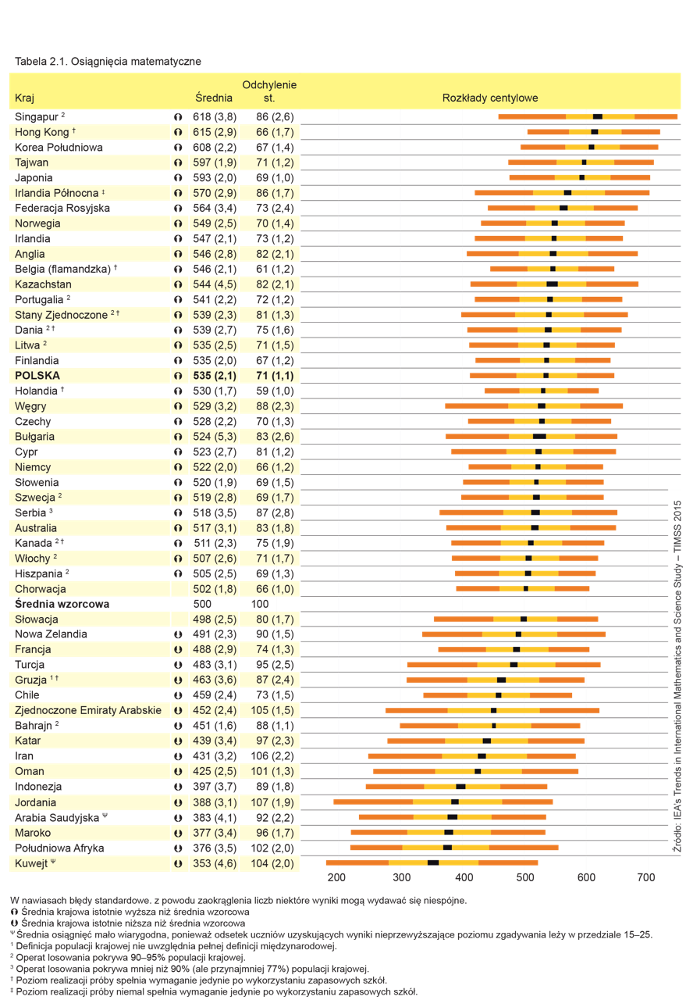 Tabela 2.1. Osiągnięcia matematyczne
Kraj Średnia Odchylenie st. Rozkłady centylowe
Singapur ² 618 (3,8) 86 (2,6)
Hong Kong † 615 (2,9) 66 (1,7)
Korea Południowa 608 (2,2) 67 (1,4)
Tajwan 597 (1,9) 71 (1,2)
Japonia 593 (2,0) 69 (1,0)
Irlandia Północna ‡ 570 (2,9) 86 (1,7)
Federacja Rosyjska 564 (3,4) 73 (2,4)
Norwegia 549 (2,5) 70 (1,4)
Irlandia 547 (2,1) 73 (1,2)
Anglia 546 (2,8) 82 (2,1)
Belgia (flamandzka) † 546 (2,1) 61 (1,2)
Kazachstan 544 (4,5) 82 (2,1)
Portugalia ² 541 (2,2) 72 (1,2)
Stany Zjednoczone ² † 539 (2,3) 81 (1,3)
Dania ² † 539 (2,7) 75 (1,6)
Litwa ² 535 (2,5) 71 (1,5)
Finlandia 535 (2,0) 67 (1,2)
POLSKA 535 (2,1) 71 (1,1)
Holandia † 530 (1,7) 59 (1,0)
Węgry 529 (3,2) 88 (2,3)
Czechy 528 (2,2) 70 (1,3)
Bułgaria 524 (5,3) 83 (2,6)
Cypr 523 (2,7) 81 (1,2)
Niemcy 522 (2,0) 66 (1,2)
Słowenia 520 (1,9) 69 (1,5)
Szwecja ² 519 (2,8) 69 (1,7)
Serbia ³ 518 (3,5) 87 (2,8)
Australia 517 (3,1) 83 (1,8)
Kanada ² † 511 (2,3) 75 (1,9)
Włochy ² 507 (2,6) 71 (1,7)
Hiszpania ² 505 (2,5) 69 (1,3)
Chorwacja 502 (1,8) 66 (1,0)
Średnia wzorcowa 500 100
Słowacja 498 (2,5) 80 (1,7)
Nowa Zelandia 491 (2,3) 90 (1,5)
Francja 488 (2,9) 74 (1,3)
Turcja 483 (3,1) 95 (2,5)
Gruzja ¹ † 463 (3,6) 87 (2,4)
Chile 459 (2,4) 73 (1,5)
Zjednoczone Emiraty Arabskie 452 (2,4) 105 (1,5)
Bahrajn ² 451 (1,6) 88 (1,1)
Katar 439 (3,4) 97 (2,3)
Iran 431 (3,2) 106 (2,2)
Oman 425 (2,5) 101 (1,3)
Indonezja 397 (3,7) 89 (1,8)
Jordania 388 (3,1) 107 (1,9)
Arabia Saudyjska Ψ 383 (4,1) 92 (2,2)
Maroko 377 (3,4) 96 (1,7)
Południowa Afryka 376 (3,5) 102 (2,0)
Kuwejt Ψ 353 (4,6) 104 (2,0)
200 300 400 500 600 700
Źródło: IEA's Trends in International Mathematics and Science Study – TIMSS 2015
W nawiasach błędy standardowe. z powodu zaokrąglenia liczb niektóre wyniki mogą wydawać się niespójne.
Średnia krajowa istotnie wyższa niż średnia wzorcowa
Średnia krajowa istotnie niższa niż średnia wzorcowa
Ψ Średnia osiągnięć mało wiarygodna, ponieważ odsetek uczniów uzyskujących wyniki nieprzewyższające poziomu zgadywania leży w przedziale 15–25.
¹ Definicja populacji krajowej nie uwzględnia pełnej definicji międzynarodowej.
² Operat losowania pokrywa 90–95% populacji krajowej.
³ Operat losowania pokrywa mniej niż 90% (ale przynajmniej 77%) populacji krajowej.
† Poziom realizacji próby spełnia wymaganie jedynie po wykorzystaniu zapasowych szkół.
‡ Poziom realizacji próby niemal spełnia wymaganie jedynie po wykorzystaniu zapasowych szkół.